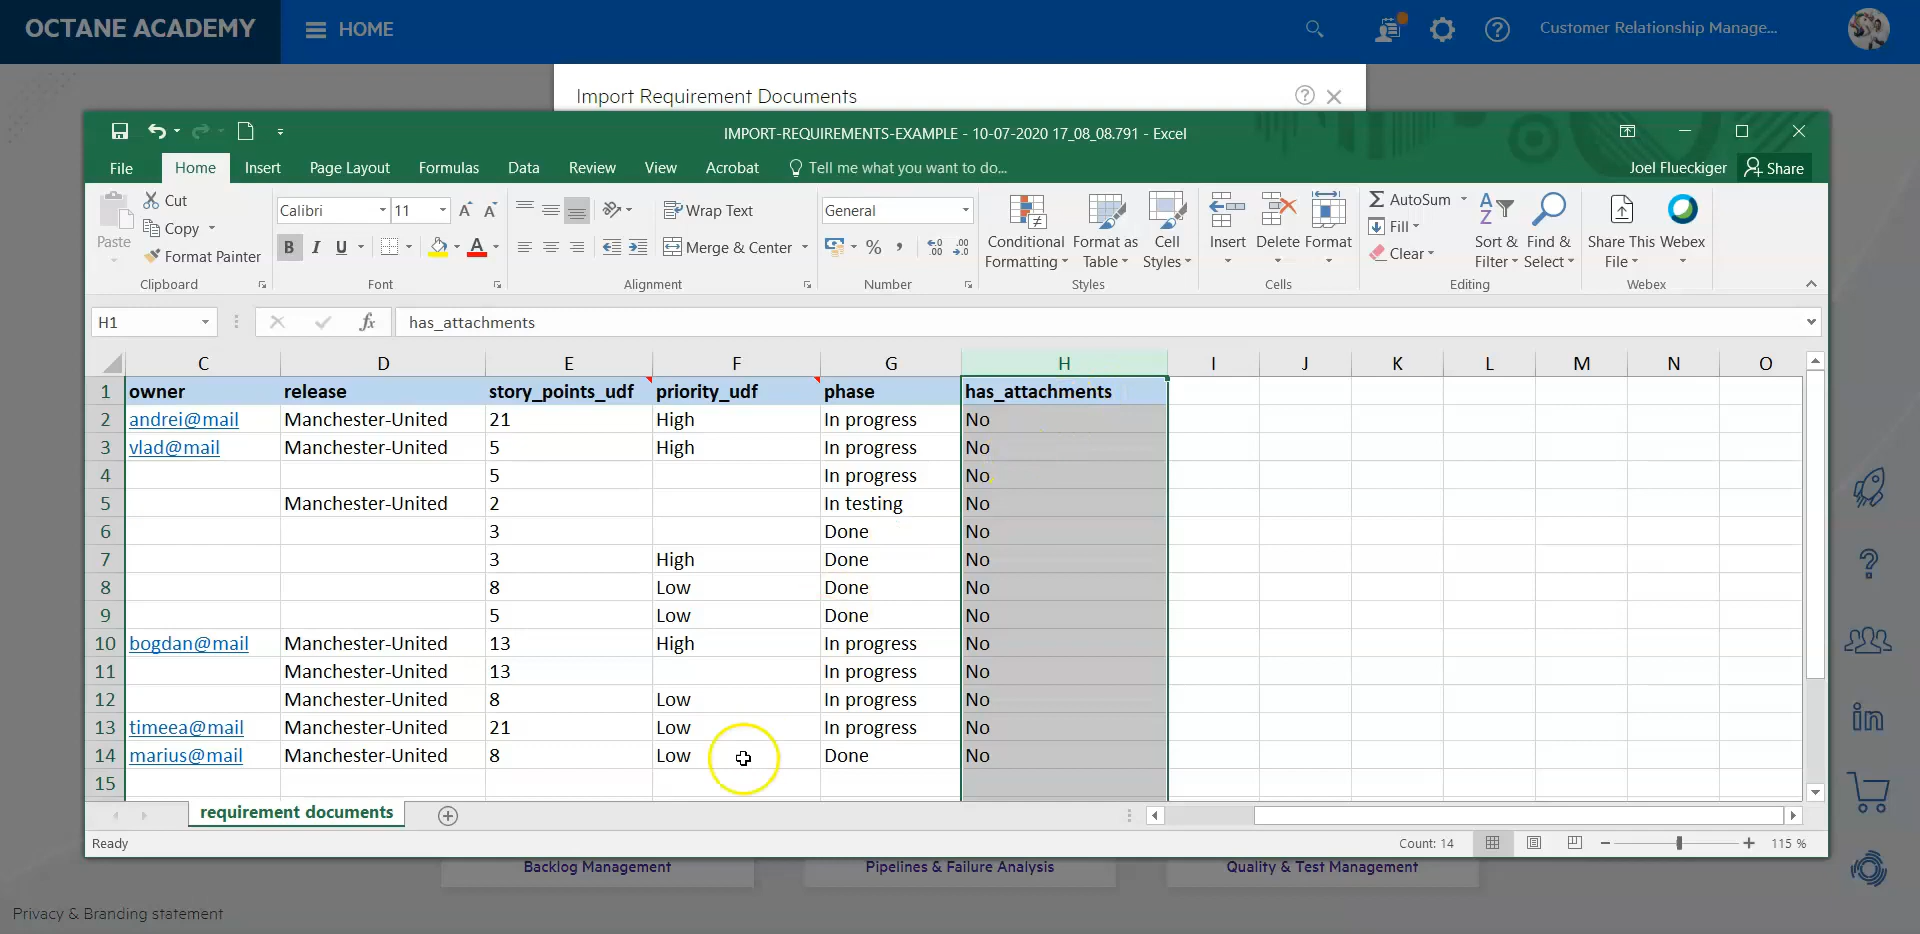 OCTANE ACADEMY
HOME
Customer Relationship Manage...
Import Requirement Documents
IMPORT-REQUIREMENTS-EXAMPLE - 10-07-2020 17_08_08.791 - Excel
File Home Insert Page Layout Formulas Data Review View Acrobat Tell me what you want to do... Joel Flueckiger Share
Paste
Cut
Copy
Format Painter
Clipboard
Calibri 11
B I U
Font
Wrap Text
Merge & Center
Alignment
General
Number
Conditional Formatting
Format as Table
Cell Styles
Styles
Insert
Delete
Format
Cells
AutoSum
Fill
Clear
Sort & Filter
Find & Select
Editing
Share This File
Webex
Webex
H1 fx has_attachments
C D E F G H I J K L M N O
1 owner release story_points_udf priority_udf phase has_attachments
2 andrei@mail Manchester-United 21 High In progress No
3 vlad@mail Manchester-United 5 High In progress No
4 5 In progress No
5 Manchester-United 2 In testing No
6 3 Done No
7 3 High Done No
8 8 Low Done No
9 5 Low Done No
10 bogdan@mail Manchester-United 13 High In progress No
11 Manchester-United 13 In progress No
12 Manchester-United 8 Low In progress No
13 timeea@mail Manchester-United 21 Low In progress No
14 marius@mail Manchester-United 8 Low Done No
15
requirement documents
Ready Count: 14 115 %
Backlog Management
Pipelines & Failure Analysis
Quality & Test Management
Privacy & Branding statement